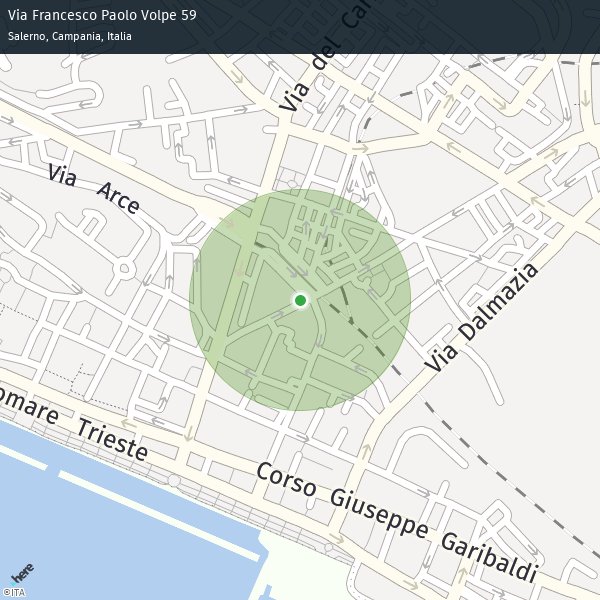 Via Francesco Paolo Volpe 59
Salerno, Campania, Italia
Via del Car
Via Arce
Via Dalmazia
omare Trieste
Corso Giuseppe Garibaldi
here
©ITA